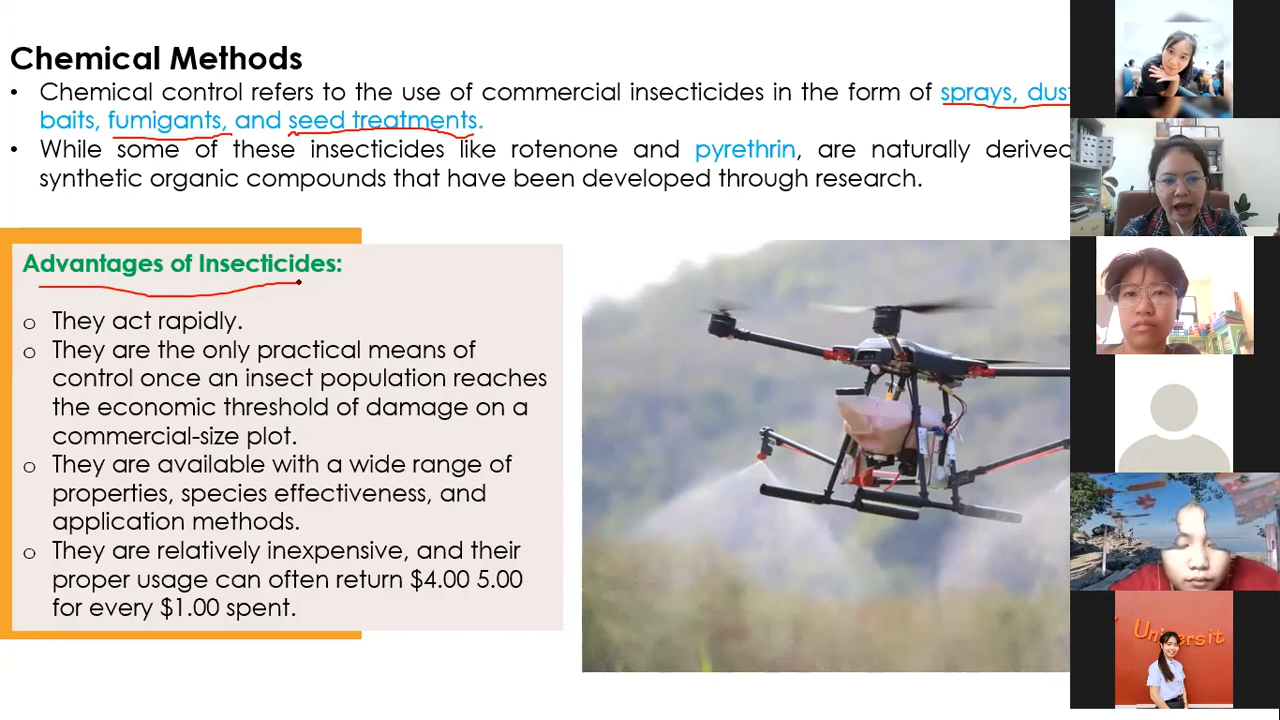 Chemical Methods
• Chemical control refers to the use of commercial insecticides in the form of sprays,
baits, fumigants, and seed treatments.
• While some of these insecticides like rotenone and pyrethrin, are naturally
synthetic organic compounds that have been developed through research.
Advantages of Insecticides:
o They act rapidly.
o They are the only practical means of
control once an insect population reaches
the economic threshold of damage on a
commercial-size plot.
o They are available with a wide range of
properties, species effectiveness, and
application methods.
o They are relatively inexpensive, and their
proper usage can often return $4.00 5.00
for every $1.00 spent.